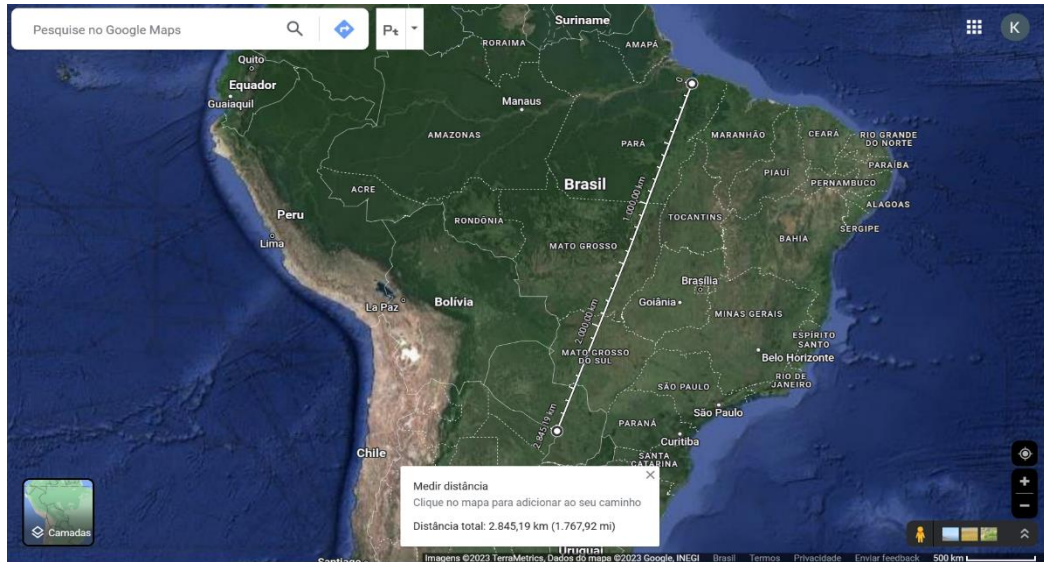 Pesquise no Google Maps
K
Suriname
RORAIMA
AMAPÁ
Quito
Equador
Guaiaquil
Manaus
0
AMAZONAS
PARÁ
MARANHÃO
CEARÁ
RIO GRANDE
DO NORTE
PARAÍBA
PIAUÍ
PERNAMBUCO
ACRE
Brasil
1.000,00 km
ALAGOAS
Peru
RONDÔNIA
TOCANTINS
SERGIPE
Lima
MATO GROSSO
BAHIA
Brasília
La Paz
Bolívia
Goiânia
MINAS GERAIS
2.000,00 km
ESPÍRITO
SANTO
MATO GROSSO
DO SUL
Belo Horizonte
RIO DE
JANEIRO
SÃO PAULO
São Paulo
2.845,19 km
PARANÁ
Curitiba
Chile
SANTA
CATARINA
Medir distância
Clique no mapa para adicionar ao seu caminho
Distância total: 2.845,19 km (1.767,92 mi)
Camadas
Uruguai
Santiago
Imagens ©2023 TerraMetrics, Dados do mapa ©2023 Google, INEGI Brasil Termos Privacidade Enviar feedback 500 km